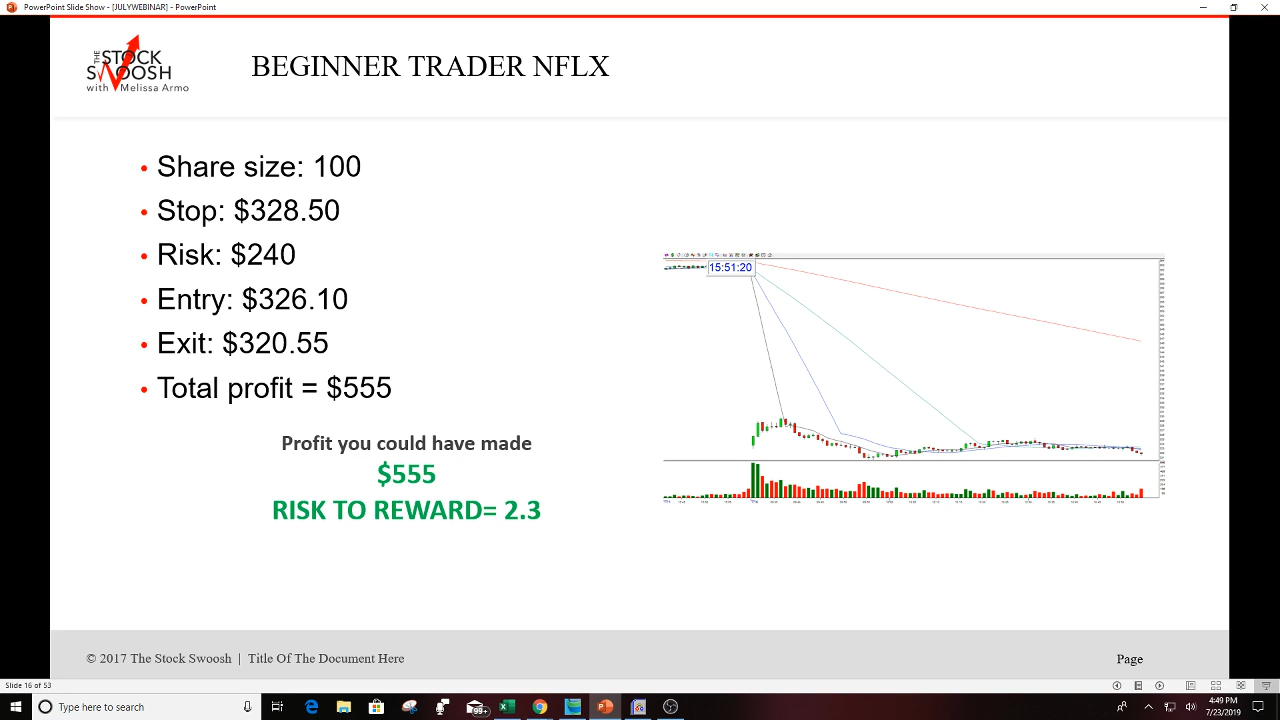 PowerPoint Slide Show - [JULYWEBINAR] - PowerPoint
THE STOCK
SWOOSH
with Melissa Armo
BEGINNER TRADER NFLX
• Share size: 100
• Stop: $328.50
• Risk: $240
• Entry: $326.10
• Exit: $320.55
• Total profit = $555
Profit you could have made
$555
RISK TO REWARD= 2.3
15:51:20
© 2017 The Stock Swoosh | Title Of The Document Here
Page
Slide 16 of 53
Type here to search
99+
4:49 PM
7/23/2019